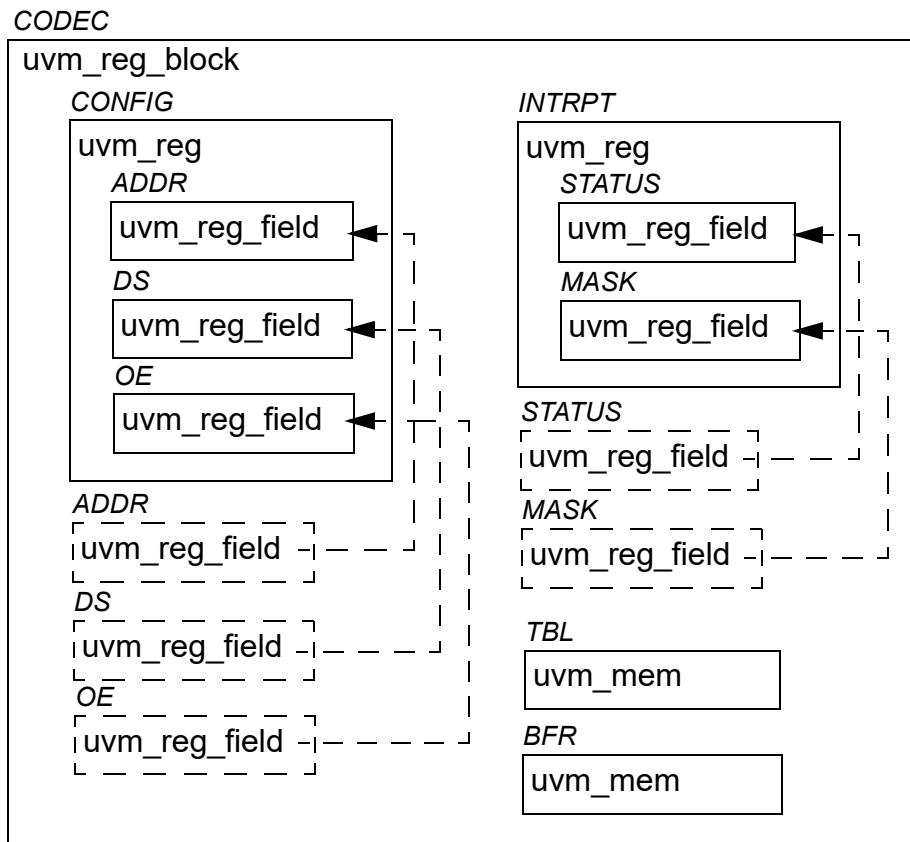 CODEC
uvm_reg_block
CONFIG
uvm_reg
ADDR
uvm_reg_field
DS
uvm_reg_field
OE
uvm_reg_field
ADDR
uvm_reg_field
DS
uvm_reg_field
OE
uvm_reg_field
INTRPT
uvm_reg
STATUS
uvm_reg_field
MASK
uvm_reg_field
STATUS
uvm_reg_field
MASK
uvm_reg_field
TBL
uvm_mem
BFR
uvm_mem